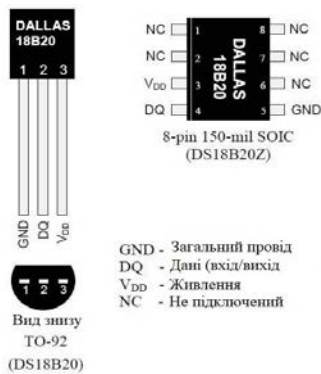 DALLAS
18B20
1 2 3
GND
DQ
VDD
1 2 3
Вид знизу
TO-92
(DS18B20)
NC 1 8 NC
NC 2 7 NC
VDD 3 6 NC
DQ 4 5 GND
DALLAS
18B20
8-pin 150-mil SOIC
(DS18B20Z)
GND - Загальний провід
DQ - Дані (вхід/вихід
VDD - Живлення
NC - Не підключений